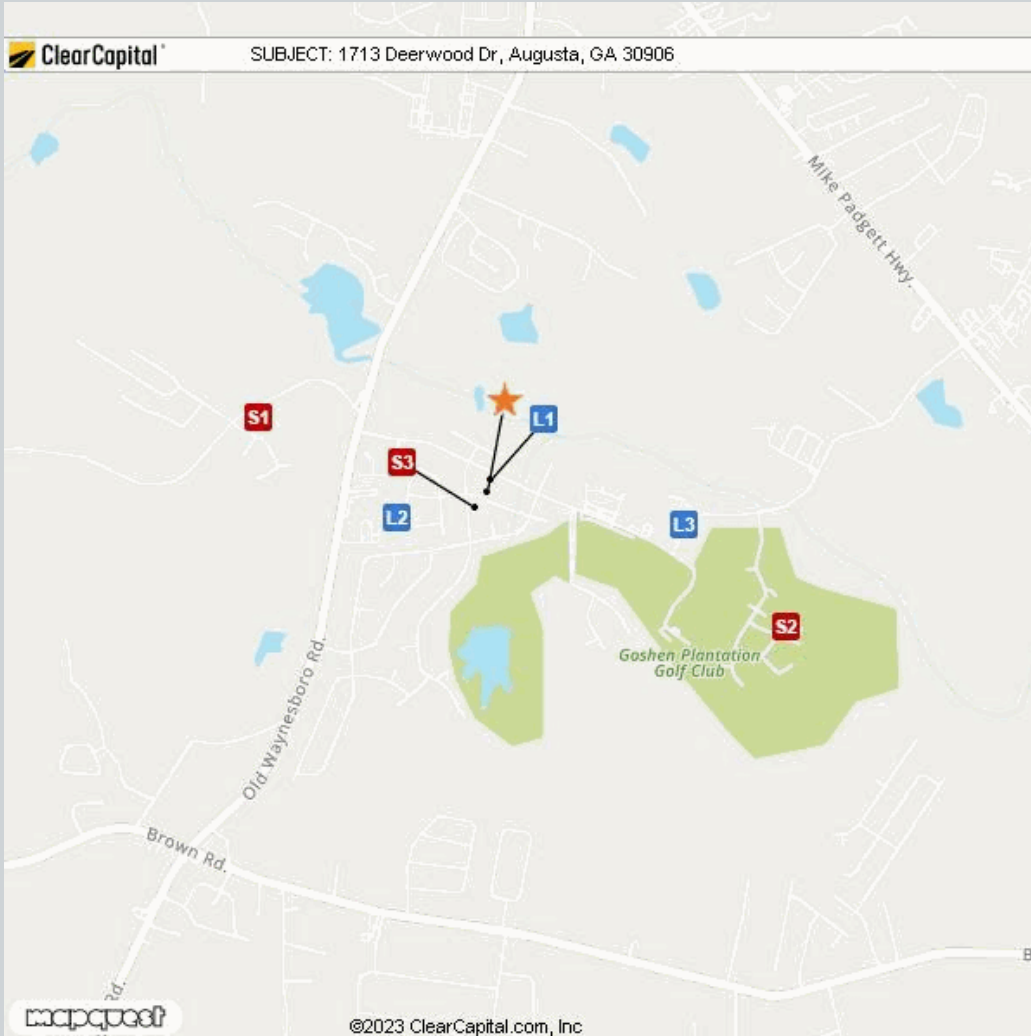 ClearCapital
SUBJECT: 1713 Deerwood Dr, Augusta, GA 30906
Mike Padgett Hwy.
S1
L1
S3
L2
L3
S2
Goshen Plantation
Golf Club
Old Waynesboro Rd.
Brown Rd.
B
Rd.
mapquest
©2023 ClearCapital.com, Inc